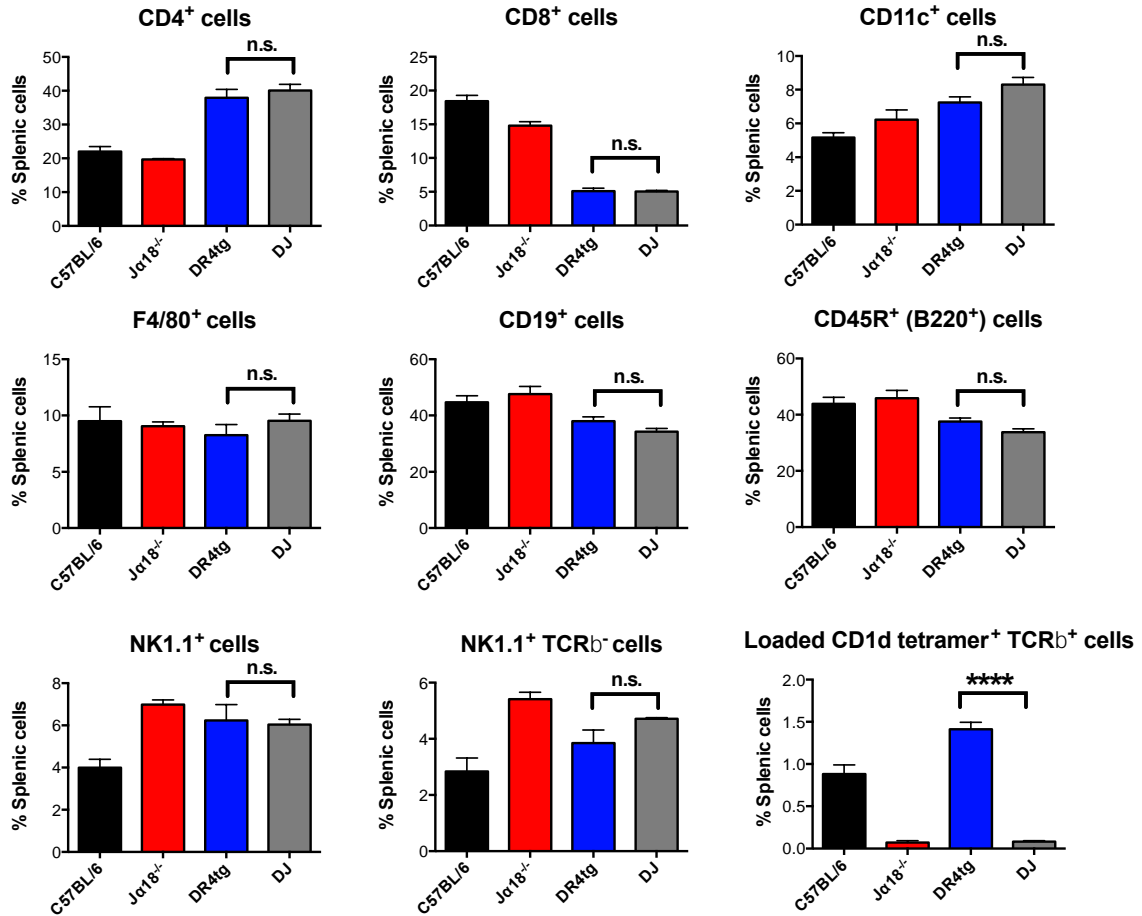 CD4⁺ cells
n.s.
% Splenic cells
50
40
30
20
10
0
C57BL/6
Jα18⁻/⁻
DR4tg
DJ
CD8⁺ cells
n.s.
% Splenic cells
25
20
15
10
5
0
C57BL/6
Jα18⁻/⁻
DR4tg
DJ
CD11c⁺ cells
n.s.
% Splenic cells
10
8
6
4
2
0
C57BL/6
Jα18⁻/⁻
DR4tg
DJ
F4/80⁺ cells
n.s.
% Splenic cells
15
10
5
0
C57BL/6
Jα18⁻/⁻
DR4tg
DJ
CD19⁺ cells
n.s.
% Splenic cells
60
40
20
0
C57BL/6
Jα18⁻/⁻
DR4tg
DJ
CD45R⁺ (B220⁺) cells
n.s.
% Splenic cells
60
40
20
0
C57BL/6
Jα18⁻/⁻
DR4tg
DJ
NK1.1⁺ cells
n.s.
% Splenic cells
8
6
4
2
0
C57BL/6
Jα18⁻/⁻
DR4tg
DJ
NK1.1⁺ TCRb⁻ cells
n.s.
% Splenic cells
6
4
2
0
C57BL/6
Jα18⁻/⁻
DR4tg
DJ
Loaded CD1d tetramer⁺ TCRb⁺ cells
****
% Splenic cells
2.0
1.5
1.0
0.5
0.0
C57BL/6
Jα18⁻/⁻
DR4tg
DJ